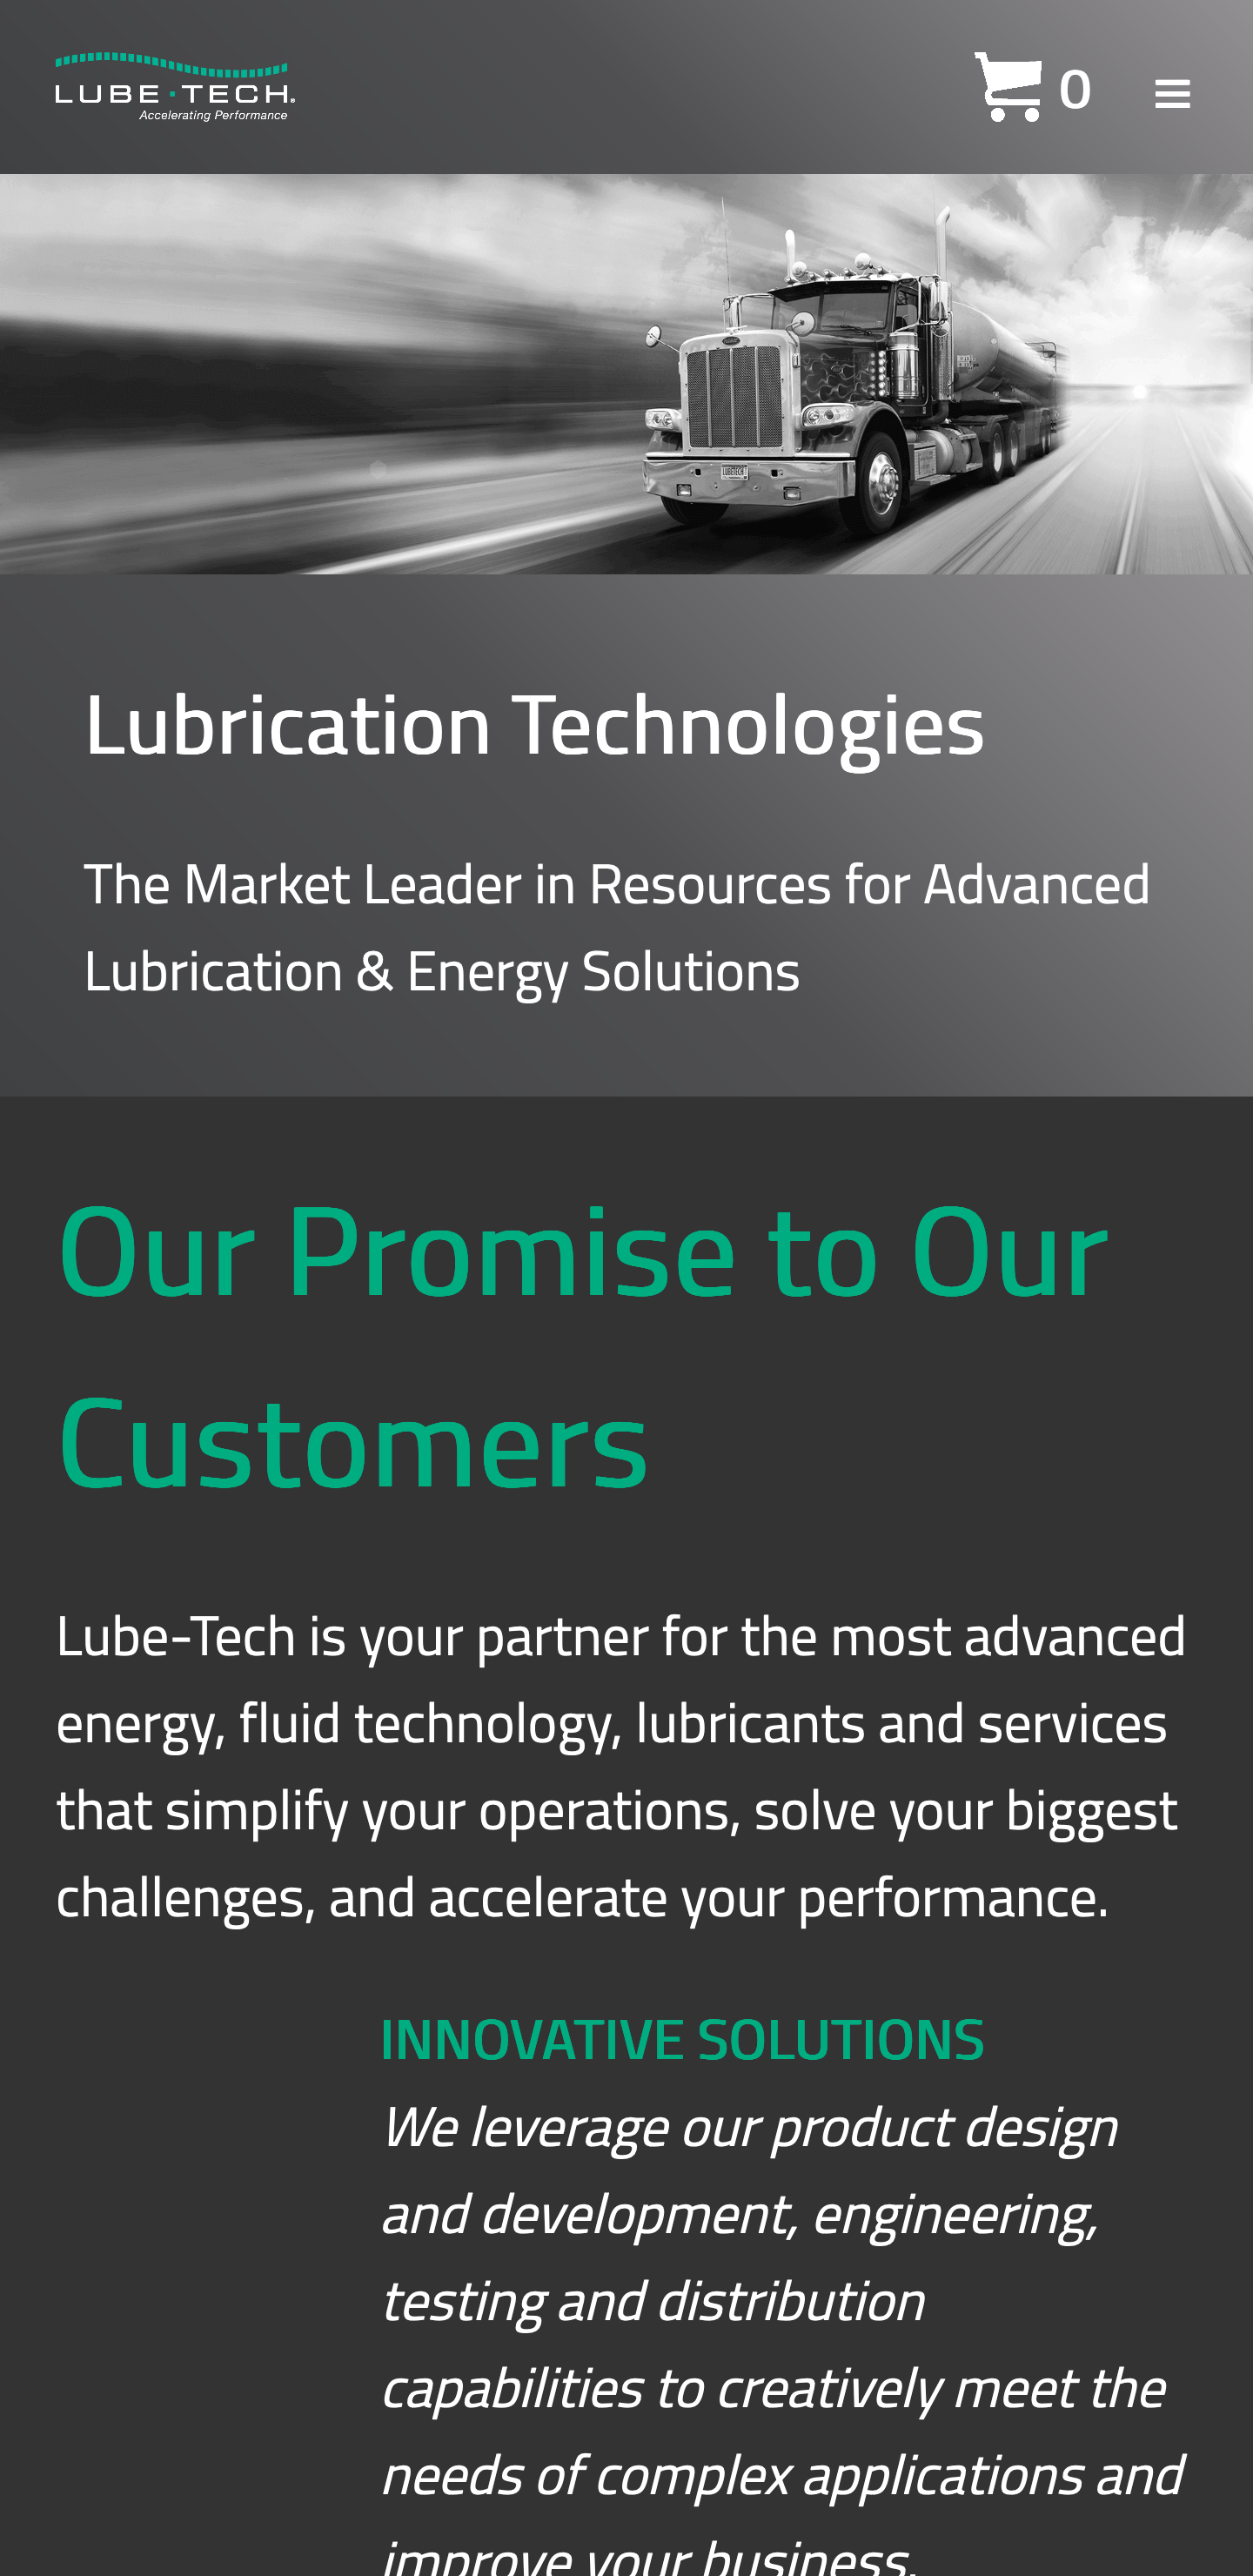 LUBE·TECH®
Accelerating Performance
0
LUBETECH
Lubrication Technologies
The Market Leader in Resources for Advanced
Lubrication & Energy Solutions
Our Promise to Our
Customers
Lube-Tech is your partner for the most advanced
energy, fluid technology, lubricants and services
that simplify your operations, solve your biggest
challenges, and accelerate your performance.
INNOVATIVE SOLUTIONS
We leverage our product design
and development, engineering,
testing and distribution
capabilities to creatively meet the
needs of complex applications and
improve your business.